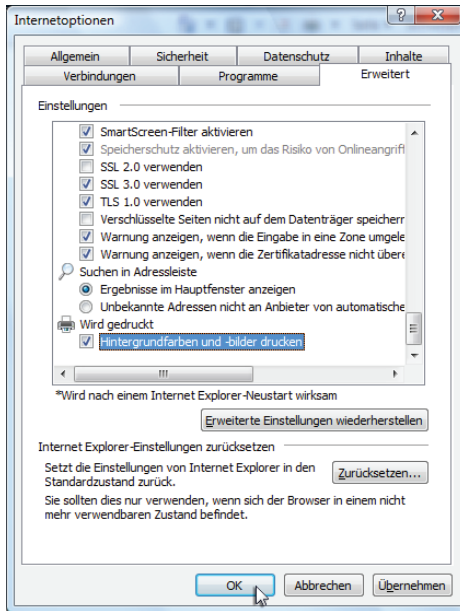 Internetoptionen
Allgemein Sicherheit Datenschutz Inhalte
Verbindungen Programme Erweitert
Einstellungen
SmartScreen-Filter aktivieren
Speicherschutz aktivieren, um das Risiko von Onlineangriff
SSL 2.0 verwenden
SSL 3.0 verwenden
TLS 1.0 verwenden
Verschlüsselte Seiten nicht auf dem Datenträger speichern
Warnung anzeigen, wenn die Eingabe in eine Zone umgele
Warnung anzeigen, wenn die Zertifikatadresse nicht übere
Suchen in Adressleiste
Ergebnisse im Hauptfenster anzeigen
Unbekannte Adressen nicht an Anbieter von automatische
Wird gedruckt
Hintergrundfarben und -bilder drucken
*Wird nach einem Internet Explorer-Neustart wirksam
Erweiterte Einstellungen wiederherstellen
Internet Explorer-Einstellungen zurücksetzen
Setzt die Einstellungen von Internet Explorer in den
Standardzustand zurück.
Zurücksetzen...
Sie sollten dies nur verwenden, wenn sich der Browser in einem nicht
mehr verwendbaren Zustand befindet.
OK Abbrechen Übernehmen